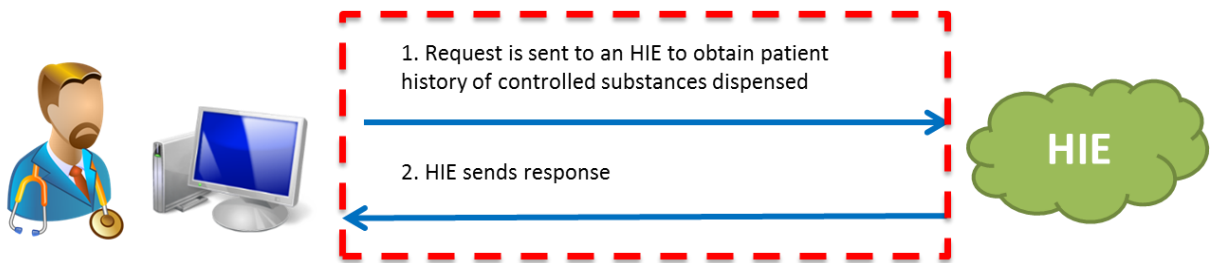 1. Request is sent to an HIE to obtain patient
history of controlled substances dispensed
HIE
2. HIE sends response